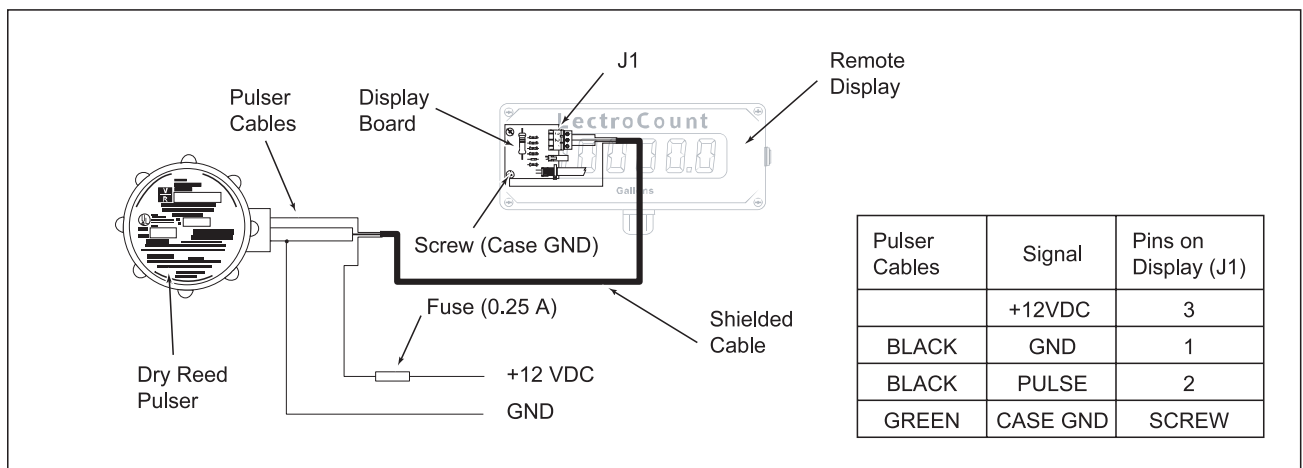 J1
Remote
Display
Pulser
Cables
Display
Board
LectroCount
Gallons
Screw (Case GND)
Fuse (0.25 A)
Shielded
Cable
Dry Reed
Pulser
+12 VDC
GND
Pulser
Cables
Signal
Pins on
Display (J1)
+12VDC
3
BLACK
GND
1
BLACK
PULSE
2
GREEN
CASE GND
SCREW
V
R